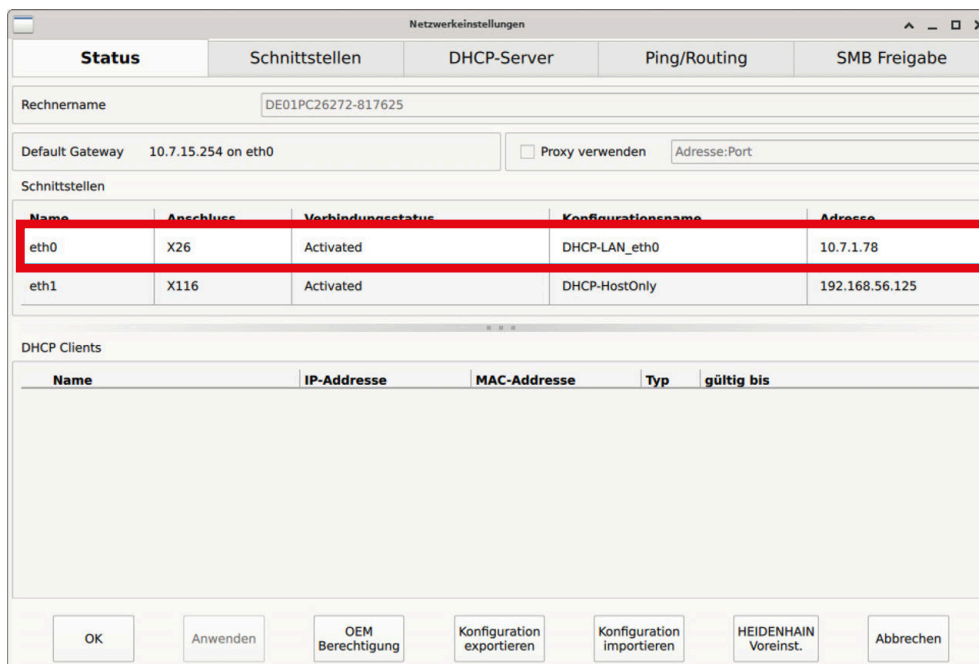 Netzwerkeinstellungen
Status Schnittstellen DHCP-Server Ping/Routing SMB Freigabe
Rechnername DE01PC26272-817625
Default Gateway 10.7.15.254 on eth0 Proxy verwenden Adresse:Port
Schnittstellen
Name Anschluss Verbindungsstatus Konfigurationsname Adresse
eth0 X26 Activated DHCP-LAN_eth0 10.7.1.78
eth1 X116 Activated DHCP-HostOnly 192.168.56.125
DHCP Clients
Name IP-Addresse MAC-Addresse Typ gültig bis
OK Anwenden OEM Berechtigung Konfiguration exportieren Konfiguration importieren HEIDENHAIN Voreinst. Abbrechen